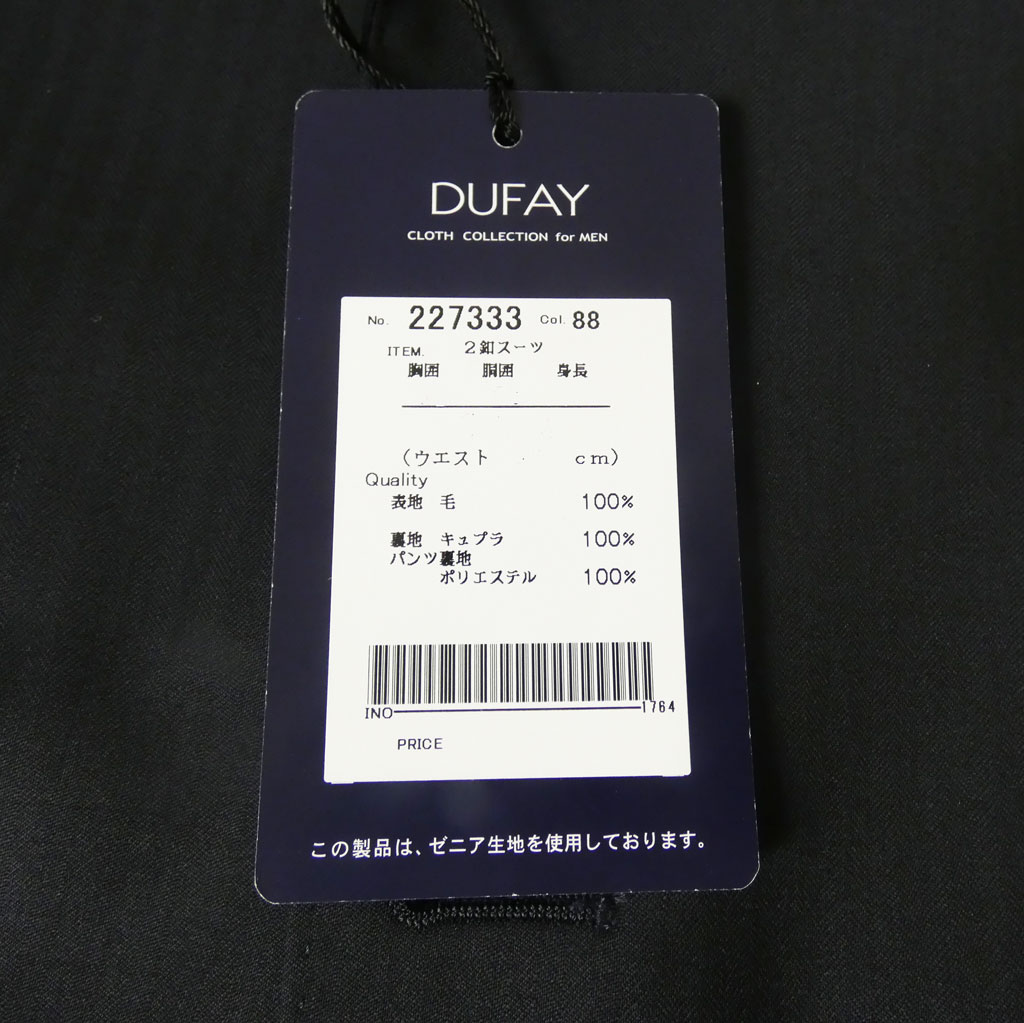 DUFAY
CLOTH COLLECTION for MEN
No. 227333 Col. 88
ITEM. 2釦スーツ
胸囲 胴囲 身長
(ウエスト cm)
Quality
表地 毛 100%
裏地 キュプラ 100%
パンツ裏地
ポリエステル 100%
INO 1764
PRICE
この製品は、ゼニア生地を使用しております。